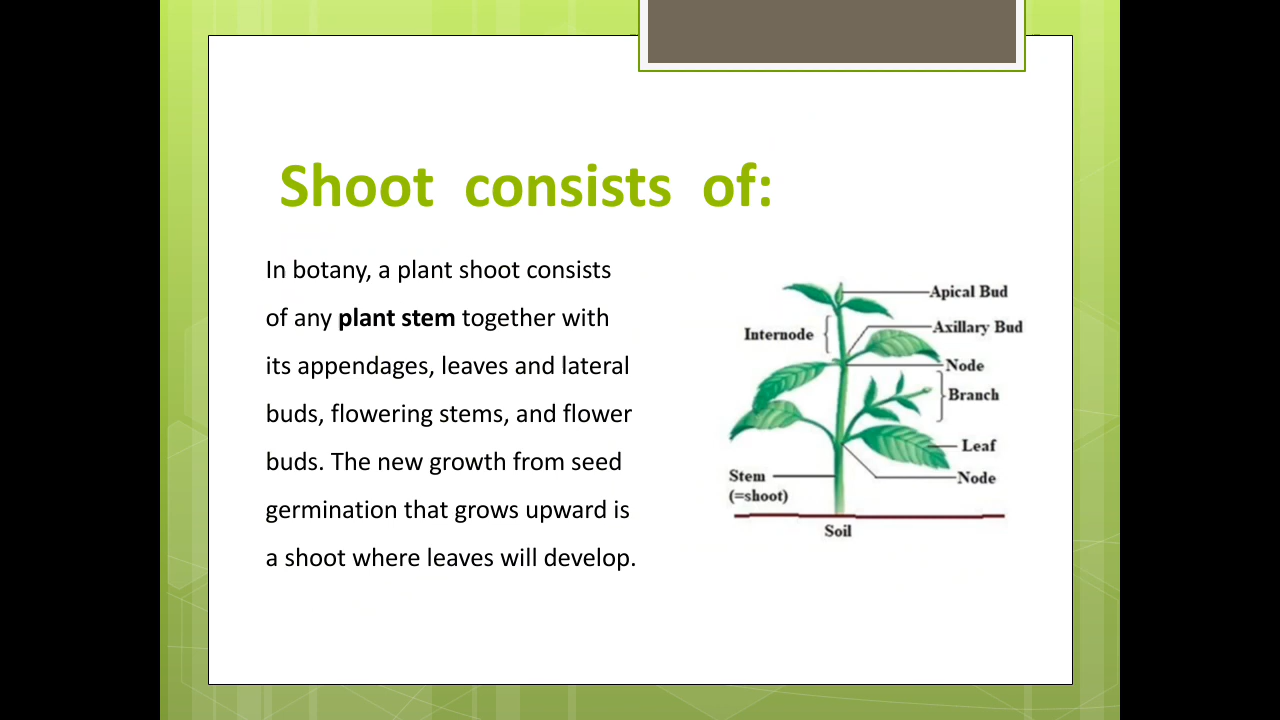 Shoot consists of:
In botany, a plant shoot consists
of any plant stem together with
its appendages, leaves and lateral
buds, flowering stems, and flower
buds. The new growth from seed
germination that grows upward is
a shoot where leaves will develop.
Apical Bud
Axillary Bud
Internode
Node
Branch
Leaf
Stem
(=shoot)
Node
Soil